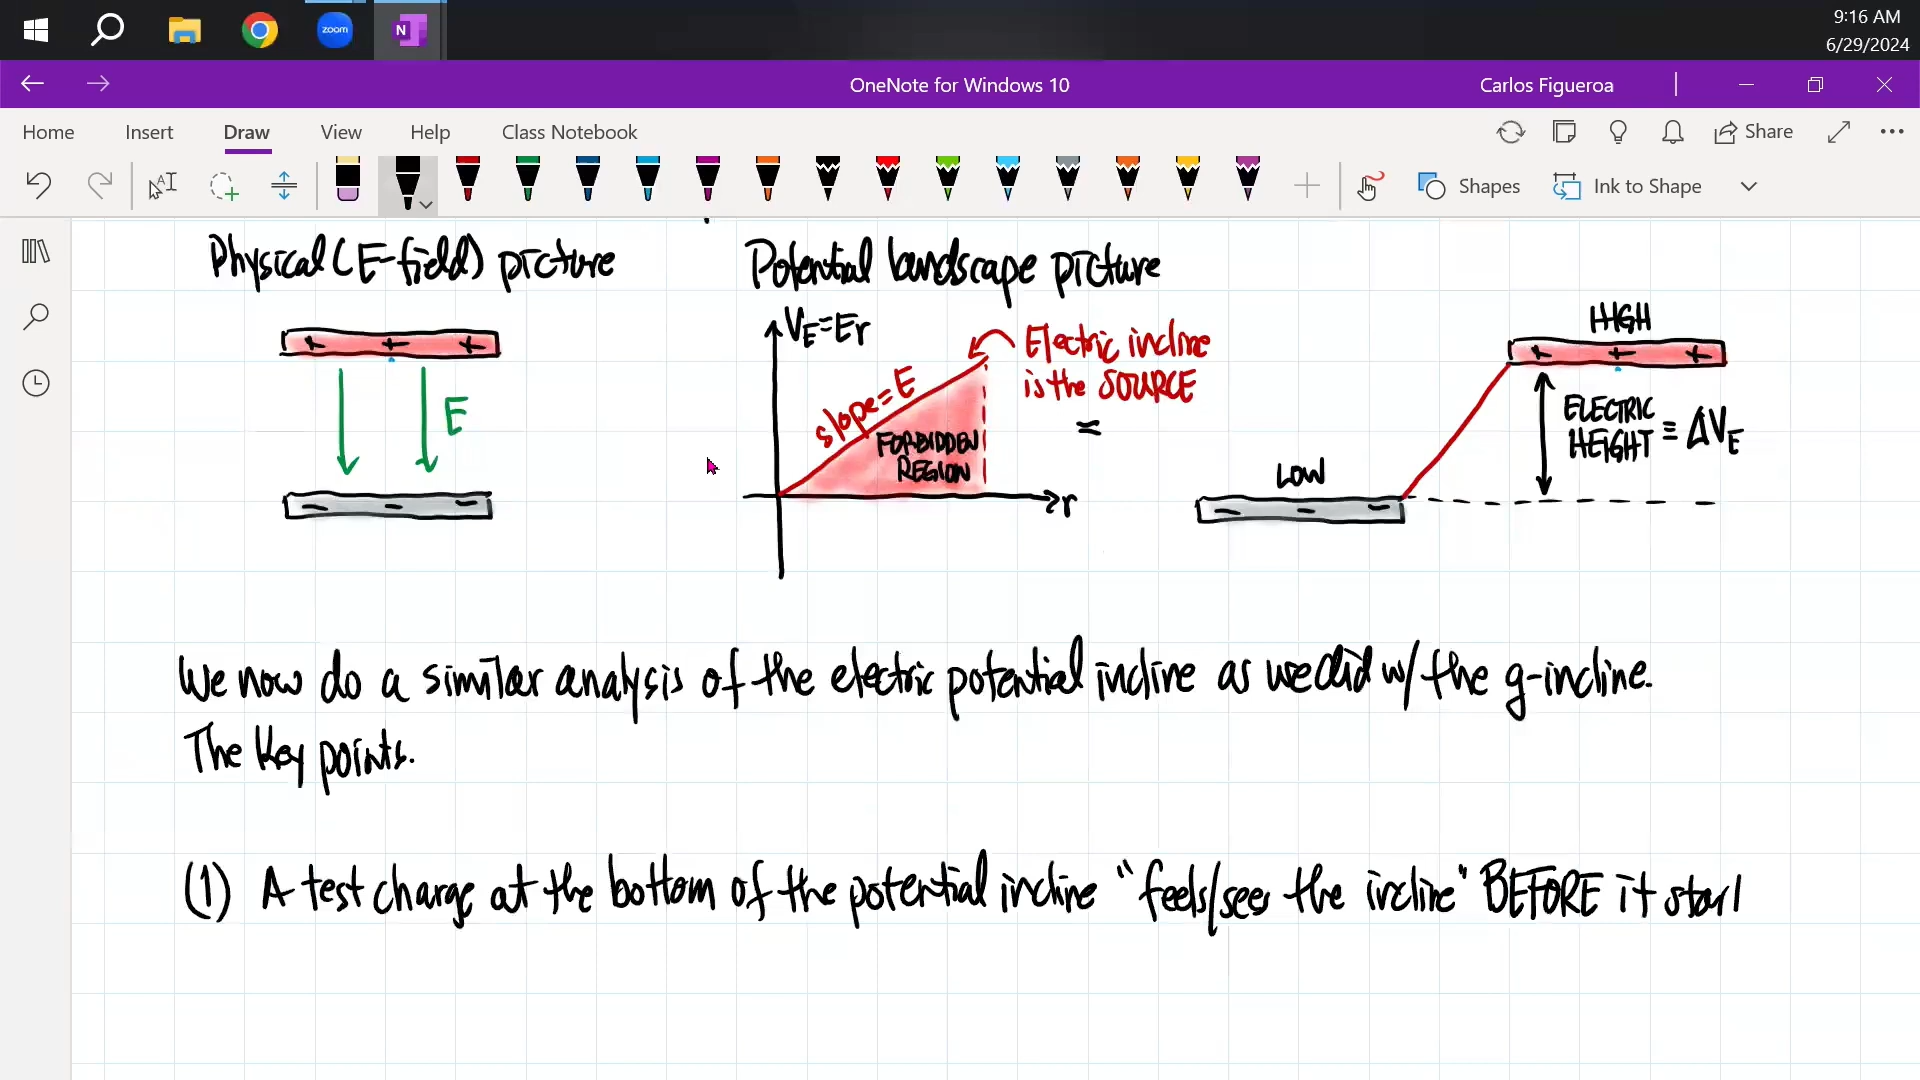 9:16 AM
6/29/2024
OneNote for Windows 10
Carlos Figueroa
Home Insert Draw View Help Class Notebook
Share
Shapes
Ink to Shape
zoom
N
Physical (E-field) picture
Potential landscape picture
+ + +
E
- - -
V_E=Er
slope=E
Electric incline
is the SOURCE
FORBIDDEN
REGION
r
=
HIGH
+ + +
ELECTRIC
HEIGHT ≡ ΔV_E
LOW
- - -
We now do a similar analysis of the electric potential incline as we did w/ the g-incline.
The key points.
(1) A test charge at the bottom of the potential incline "feels/sees the incline" BEFORE it start